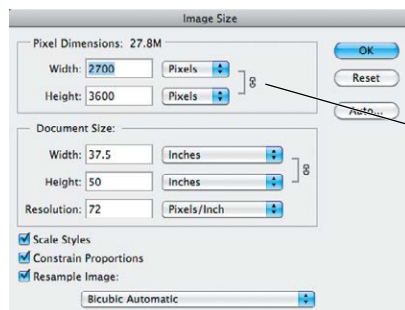 Image Size
Pixel Dimensions: 27.8M
Width: 2700 Pixels
Height: 3600 Pixels
OK
Reset
Auto...
Document Size:
Width: 37.5 Inches
Height: 50 Inches
Resolution: 72 Pixels/Inch
Scale Styles
Constrain Proportions
Resample Image:
Bicubic Automatic